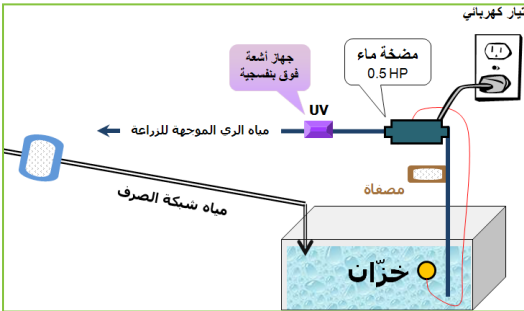 تيار كهربائي
مضخة ماء
0.5 HP
جهاز أشعة
فوق بنفسجية
UV
مياه الري الموجهة للزراعة
مصفاة
مياه شبكة الصرف
خزّان